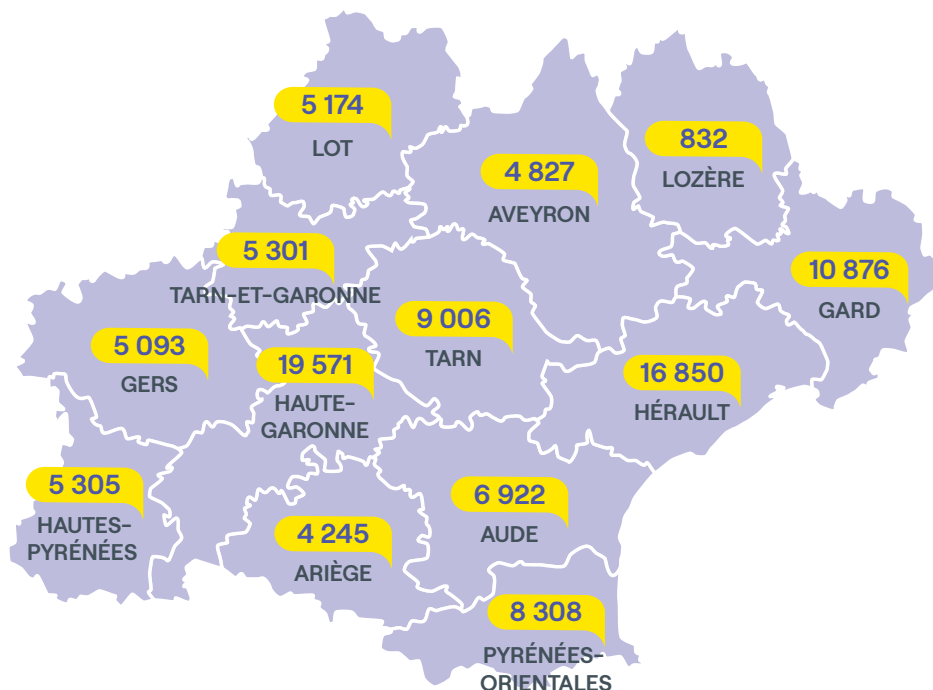 5 174
LOT
832
LOZÈRE
4 827
AVEYRON
5 301
TARN-ET-GARONNE
10 876
GARD
9 006
TARN
5 093
GERS
19 571
HAUTE-
GARONNE
16 850
HÉRAULT
5 305
HAUTES-
PYRÉNÉES
6 922
AUDE
4 245
ARIÈGE
8 308
PYRÉNÉES-
ORIENTALES